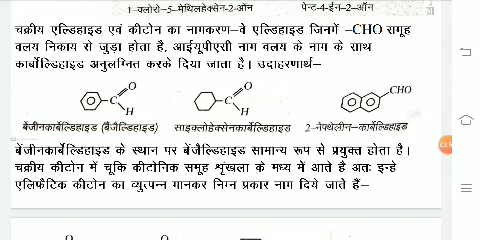 1-क्लोरो-5-मेथिलहेक्सेन-2-ऑन पेन्ट-4-ईन-2-ऑन
चक्रीय एल्डिहाइड एवं कीटोन का नामकरण-वे एल्डिहाइड जिनमें -CHO समूह
वलय निकाय से जुड़ा होता है, आईयूपीएसी नाम वलय के नाम के साथ
कार्बोल्डिहाइड अनुलग्नित करके दिया जाता है। उदाहरणार्थ-
O O CHO
C C
H H
बेंजीनकार्बेल्डिहाइड (बैंजैल्डिहाइड) साइक्लोहेक्सेनकार्बेल्डिहाइड 2-नेफ्थेलीन-कार्बेल्डिहाइड
बेंजीनकार्बेल्डिहाइड के स्थान पर बेंजैल्डिहाइड सामान्य रूप से प्रयुक्त होता है।
चक्रीय कीटोन में चूकि कीटोनिक समूह शृंखला के मध्य में आते है अतः इन्हे
एलिफैटिक कीटोन का व्युत्पन्न मानकर निम्न प्रकार नाम दिये जाते हैं-